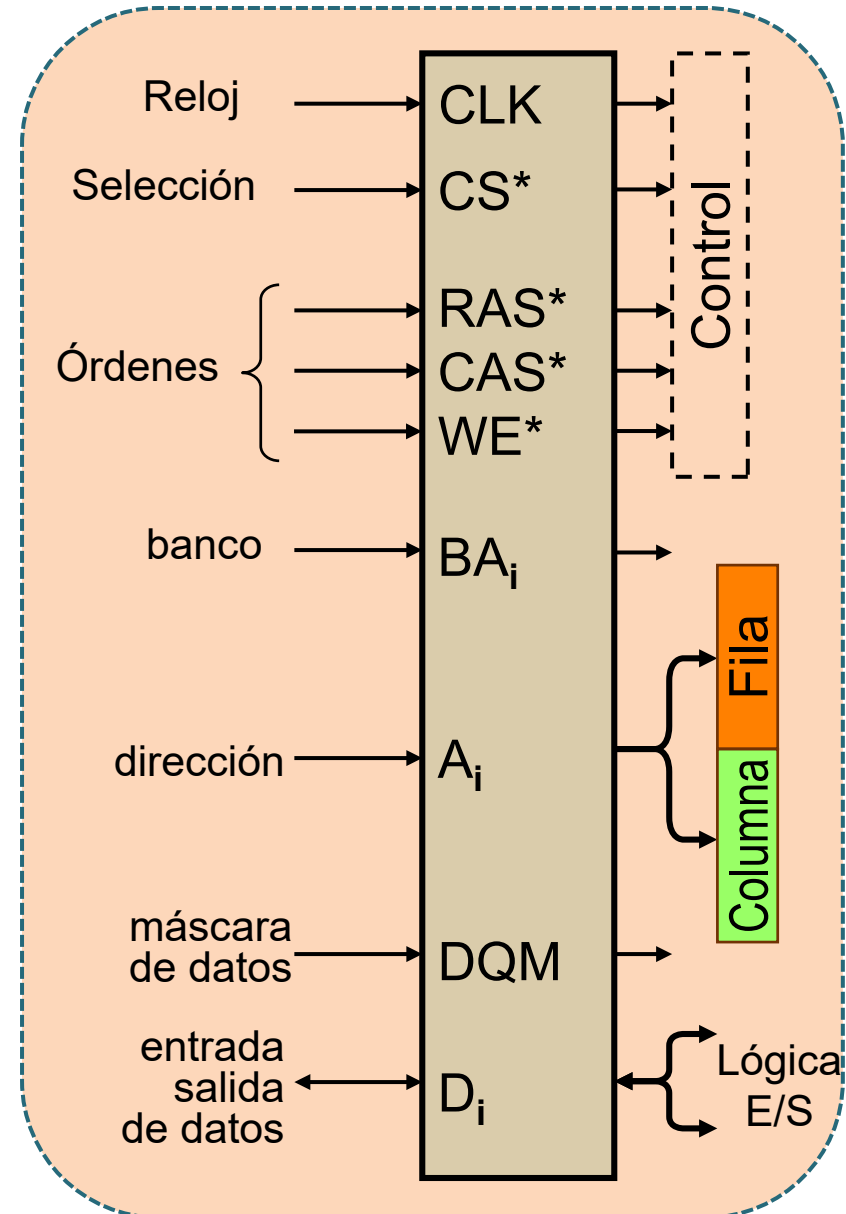 Reloj
CLK
Selección
CS*
Control
RAS*
Órdenes
CAS*
WE*
banco
BAi
Fila
dirección
Ai
Columna
máscara
de datos
DQM
entrada
salida
de datos
Di
Lógica
E/S